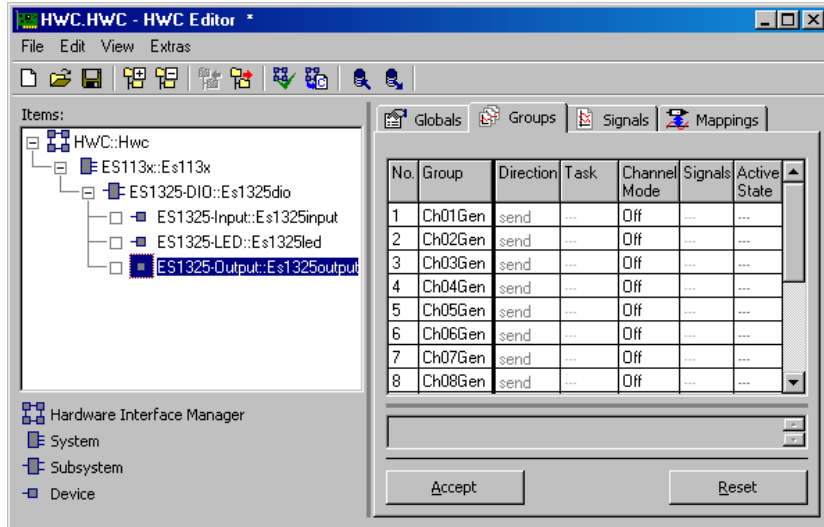 HWC.HWC - HWC Editor *
File Edit View Extras
Items:
HWC::Hwc
ES113x::Es113x
ES1325-DIO::Es1325dio
ES1325-Input::Es1325input
ES1325-LED::Es1325led
ES1325-Output::Es1325output
Hardware Interface Manager
System
Subsystem
Device
Globals Groups Signals Mappings
No. Group Direction Task Channel Mode Signals Active State
1 Ch01Gen send --- Off --- ---
2 Ch02Gen send --- Off --- ---
3 Ch03Gen send --- Off --- ---
4 Ch04Gen send --- Off --- ---
5 Ch05Gen send --- Off --- ---
6 Ch06Gen send --- Off --- ---
7 Ch07Gen send --- Off --- ---
8 Ch08Gen send --- Off --- ---
Accept Reset